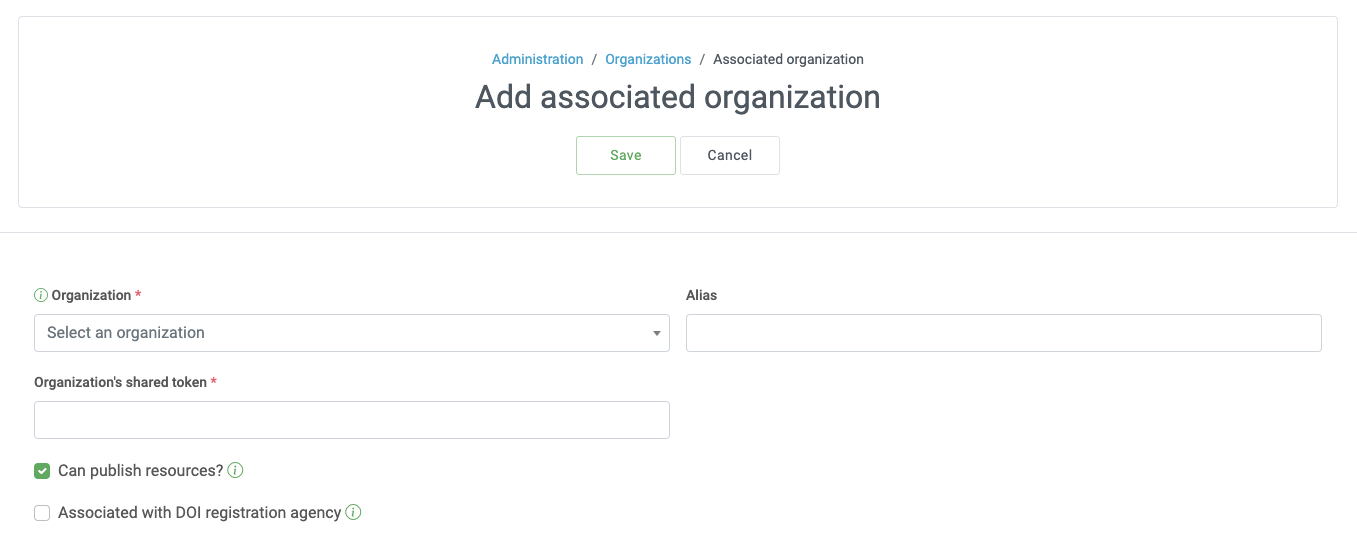 Administration / Organizations / Associated organization
Add associated organization
Save Cancel
Organization * Alias
Select an organization
Organization's shared token *
Can publish resources?
Associated with DOI registration agency